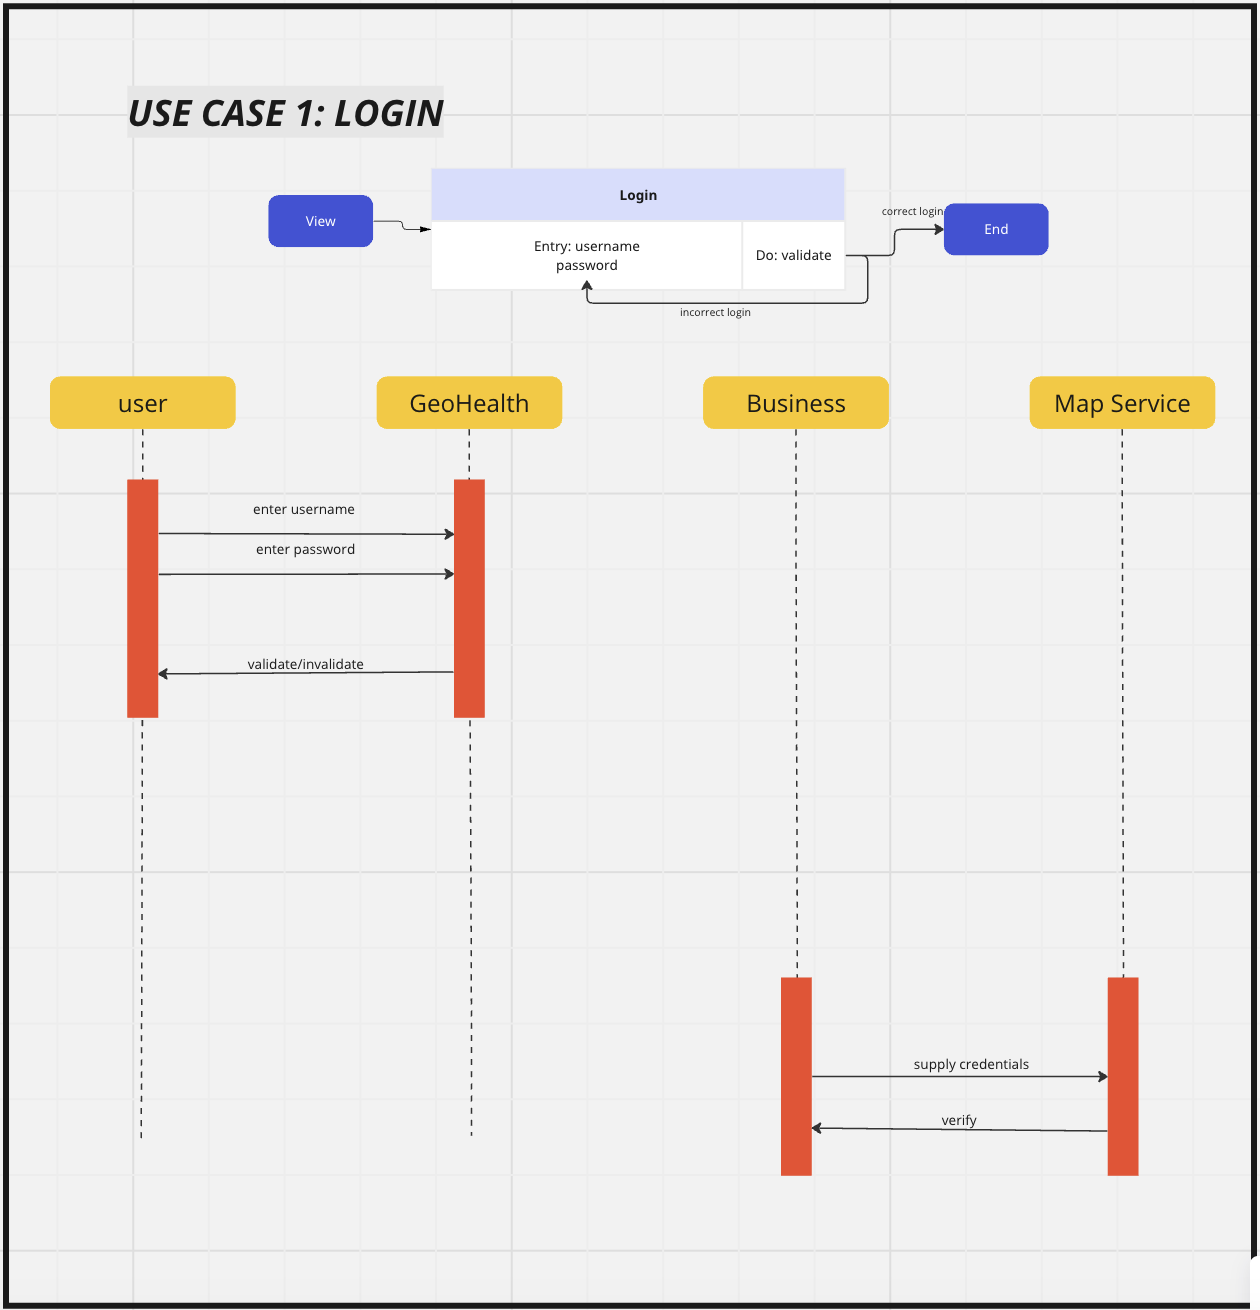 USE CASE 1: LOGIN
Login
View
Entry: username
password
Do: validate
correct login
End
incorrect login
user
GeoHealth
Business
Map Service
enter username
enter password
validate/invalidate
supply credentials
verify